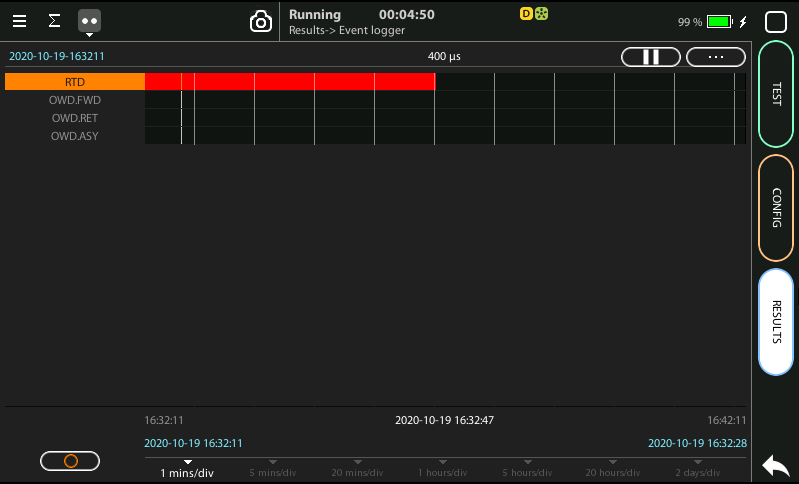 Σ
Running 00:04:50
Results-> Event logger
D
99 %
2020-10-19-163211 400 µs ...
RTD
OWD.FWD
OWD.RET
OWD.ASY
TEST
CONFIG
RESULTS
16:32:11 2020-10-19 16:32:47 16:42:11
2020-10-19 16:32:11 2020-10-19 16:32:28
1 mins/div 5 mins/div 20 mins/div 1 hours/div 5 hours/div 20 hours/div 2 days/div